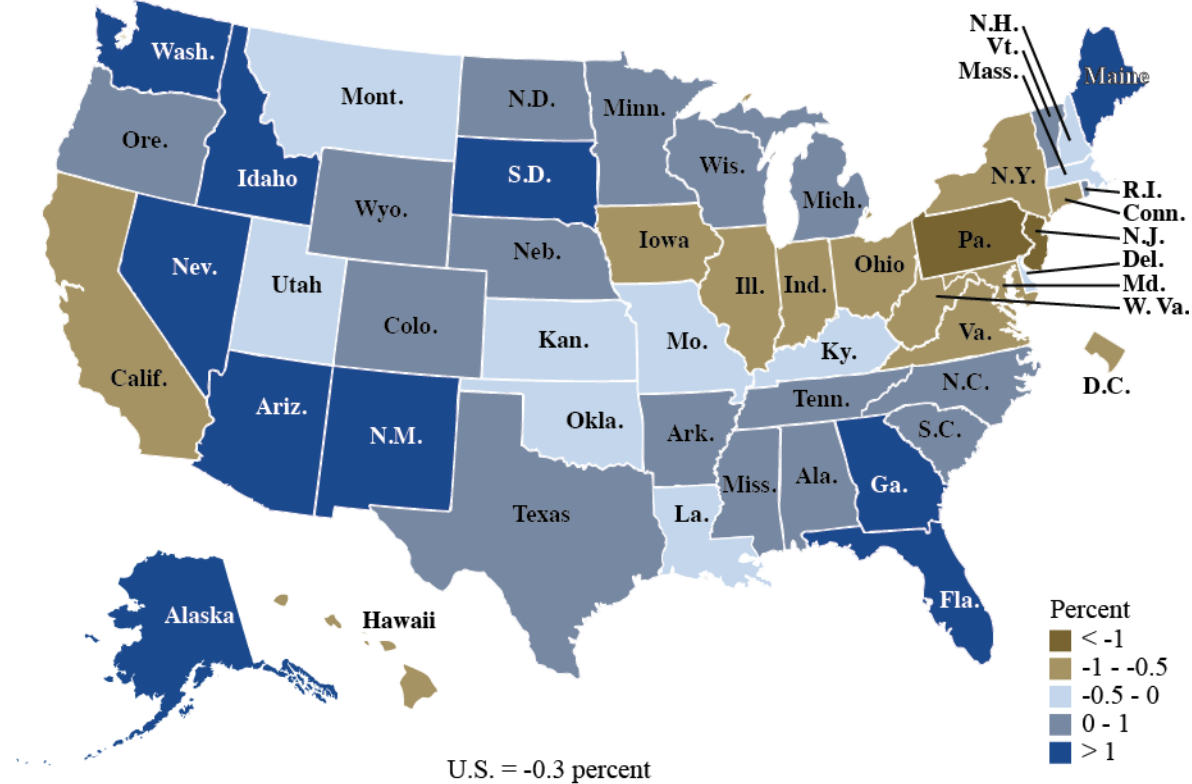 N.H.
Vt.
Mass.
Wash.
Maine
Mont.
N.D.
Minn.
Ore.
Idaho
S.D.
Wis.
Mich.
N.Y.
R.I.
Conn.
N.J.
Del.
Md.
W. Va.
Wyo.
Iowa
Pa.
Nev.
Utah
Neb.
Ill.
Ind.
Ohio
Colo.
Kan.
Mo.
Ky.
Va.
D.C.
Calif.
Ariz.
N.M.
Okla.
Ark.
Tenn.
N.C.
S.C.
Texas
La.
Miss.
Ala.
Ga.
Fla.
Alaska
Hawaii
Percent
< -1
-1 - -0.5
-0.5 - 0
0 - 1
> 1
U.S. = -0.3 percent